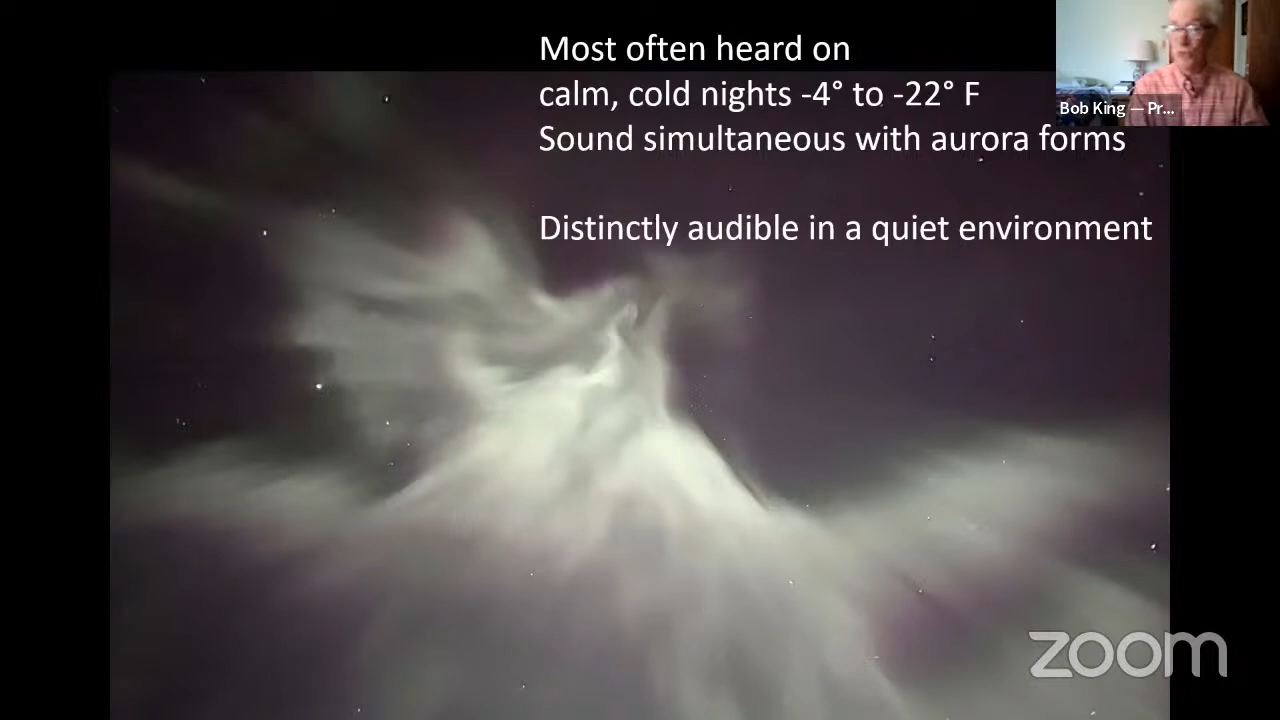 Most often heard on
calm, cold nights -4° to -22° F
Sound simultaneous with aurora forms
Distinctly audible in a quiet environment
Bob King — Pr...
zoom